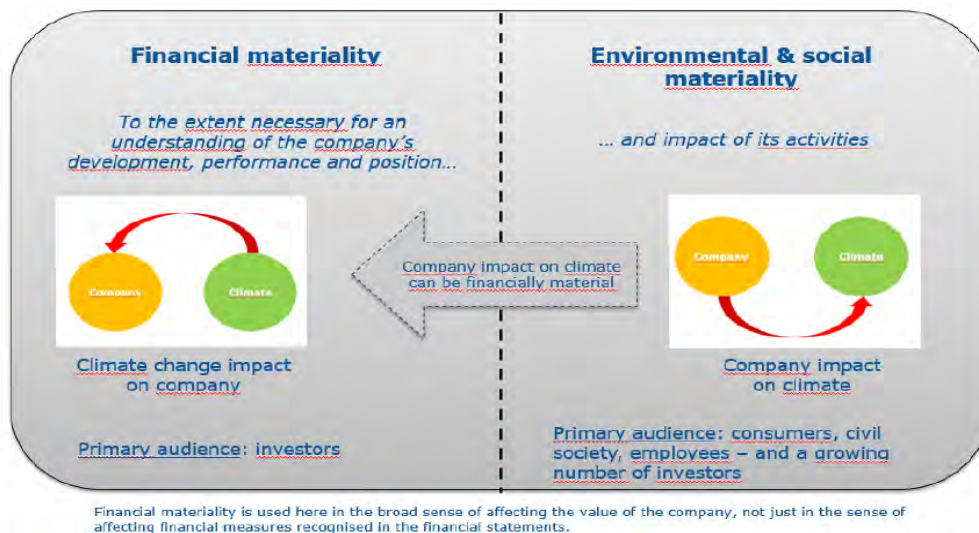 Financial materiality
To the extent necessary for an
understanding of the company's
development, performance and position...
Company
Climate
Climate change impact
on company
Primary audience: investors
Company impact on climate
can be financially material
Environmental & social
materiality
... and impact of its activities
Company
Climate
Company impact
on climate
Primary audience: consumers, civil
society, employees – and a growing
number of investors
Financial materiality is used here in the broad sense of affecting the value of the company, not just in the sense of
affecting financial measures recognised in the financial statements.